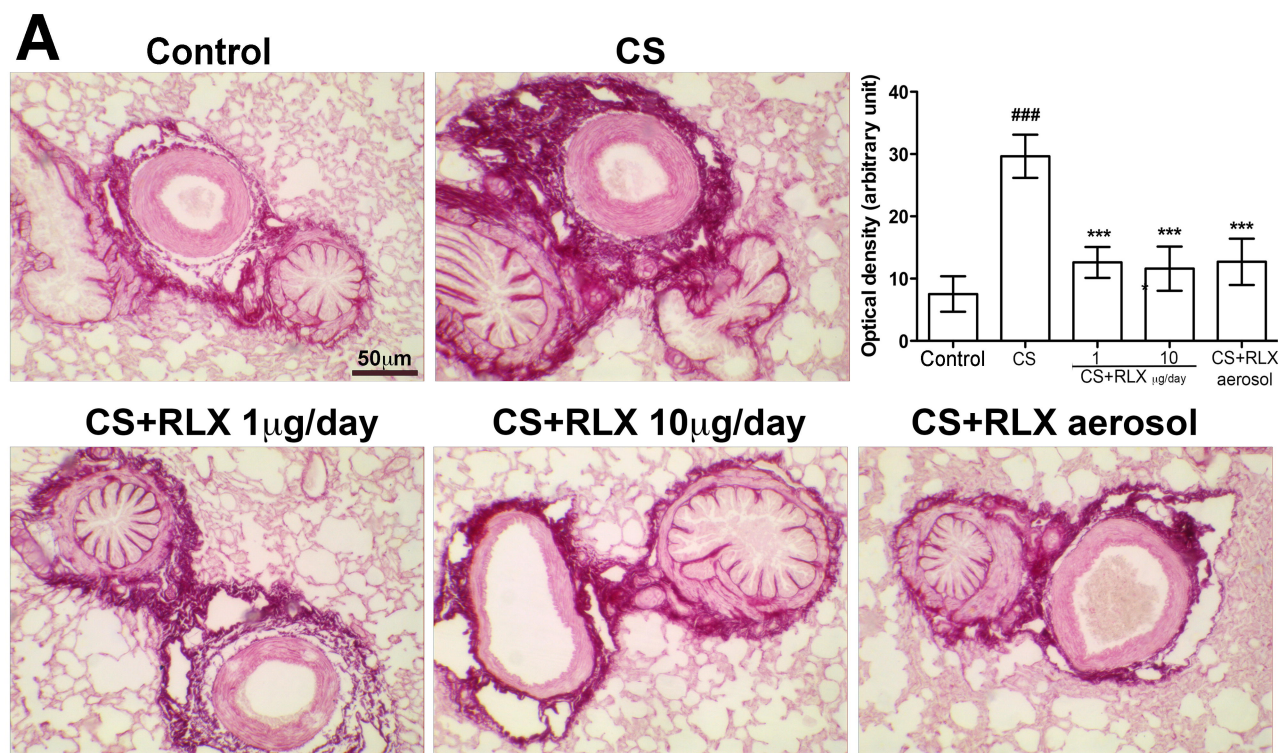 A
Control
CS
50μm
Optical density (arbitrary unit)
40
30
20
10
0
###
***
***
***
*
Control
CS
1
10
CS+RLX μg/day
CS+RLX
aerosol
CS+RLX 1μg/day
CS+RLX 10μg/day
CS+RLX aerosol